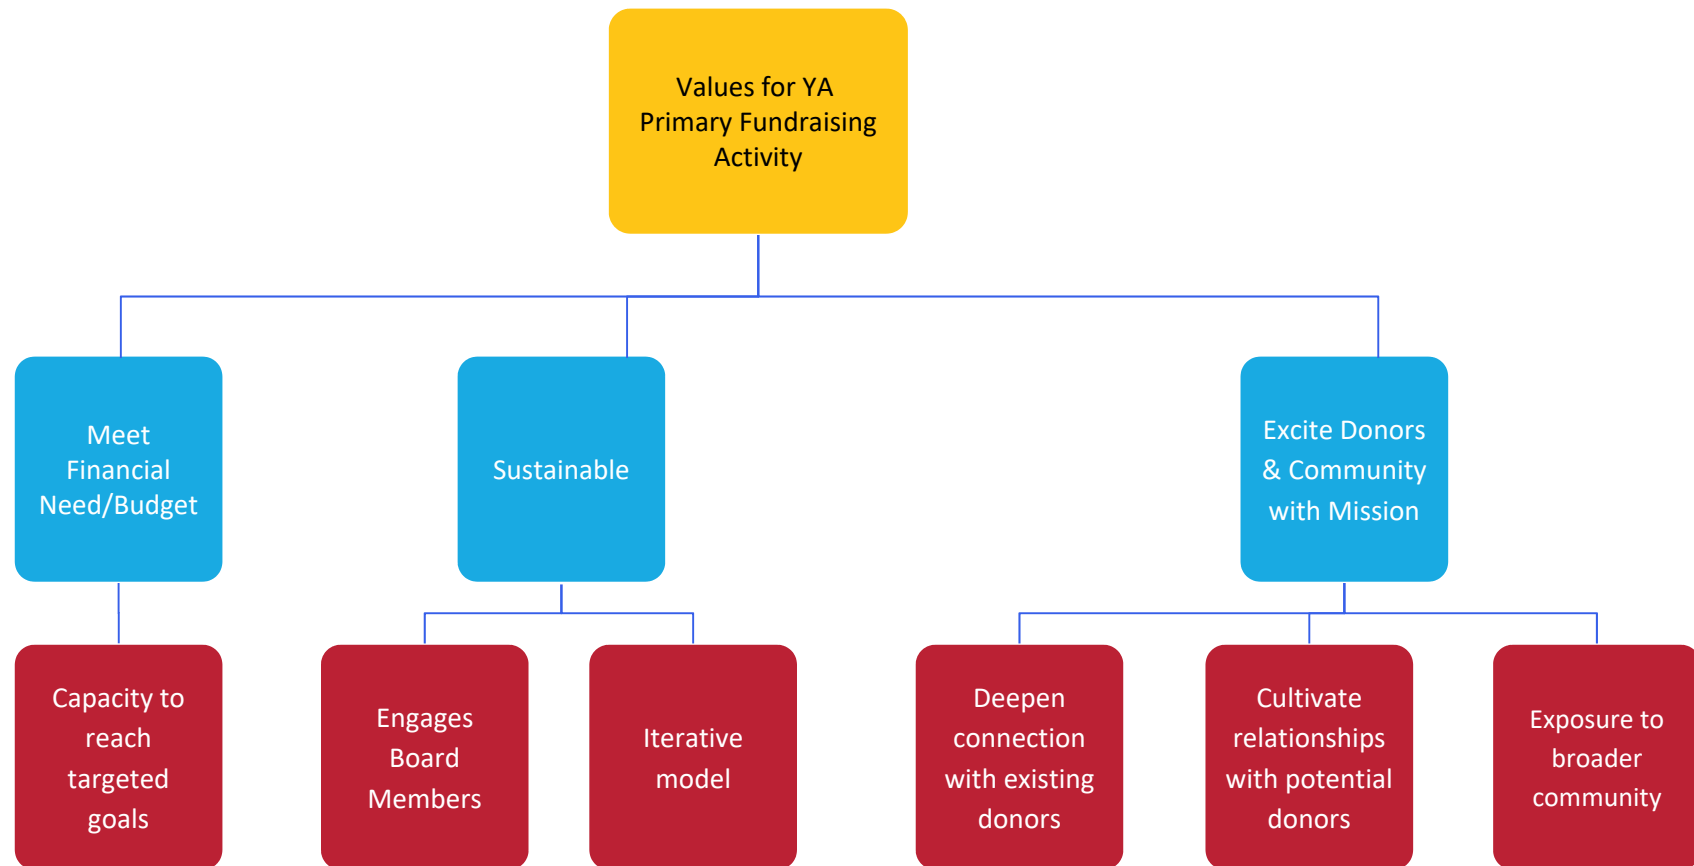 Values for YA
Primary Fundraising
Activity
Meet
Financial
Need/Budget
Sustainable
Excite Donors
& Community
with Mission
Capacity to
reach
targeted
goals
Engages
Board
Members
Iterative
model
Deepen
connection
with existing
donors
Cultivate
relationships
with potential
donors
Exposure to
broader
community